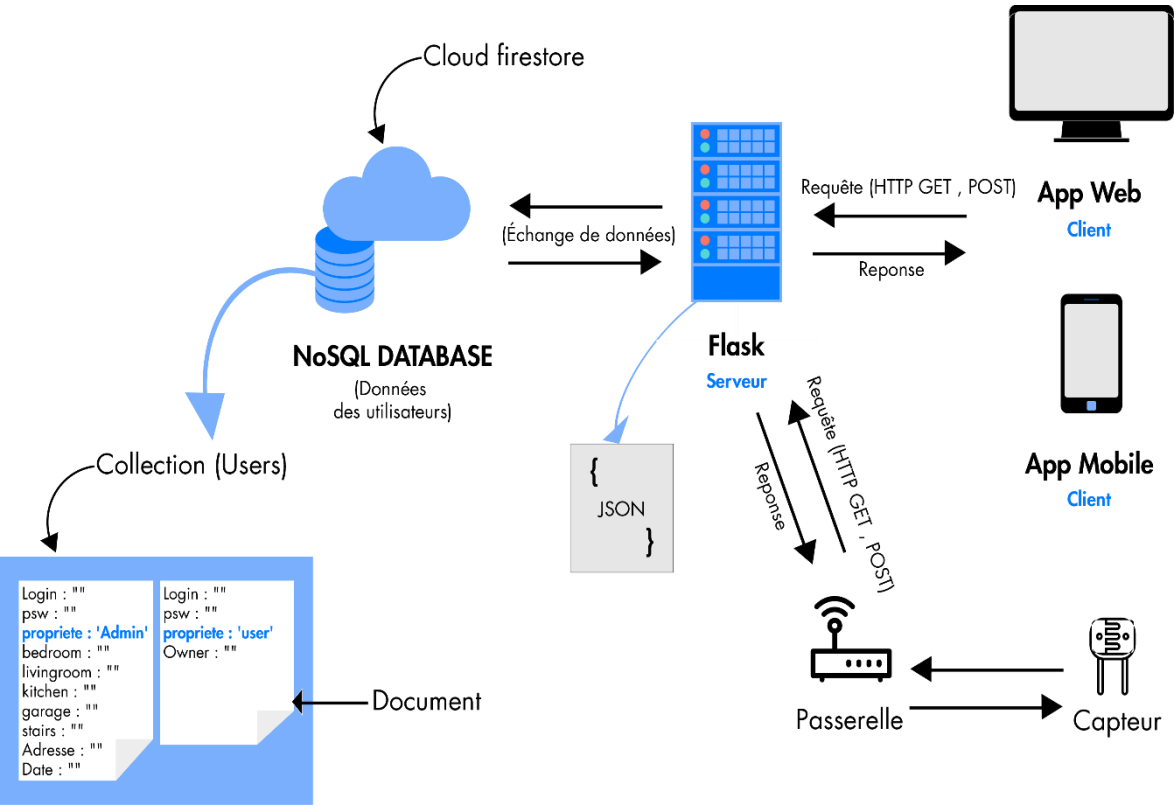 Cloud firestore
Requête (HTTP GET , POST)
App Web
Client
(Échange de données)
Reponse
NoSQL DATABASE
(Données
des utilisateurs)
Flask
Serveur
App Mobile
Client
Requête (HTTP GET , POST)
Reponse
Collection (Users)
{
JSON
}
Login : ""
psw : ""
propriete : 'Admin'
bedroom : ""
livingroom : ""
kitchen : ""
garage : ""
stairs : ""
Adresse : ""
Date : ""
Login : ""
psw : ""
propriete : 'user'
Owner : ""
Document
Passerelle
Capteur